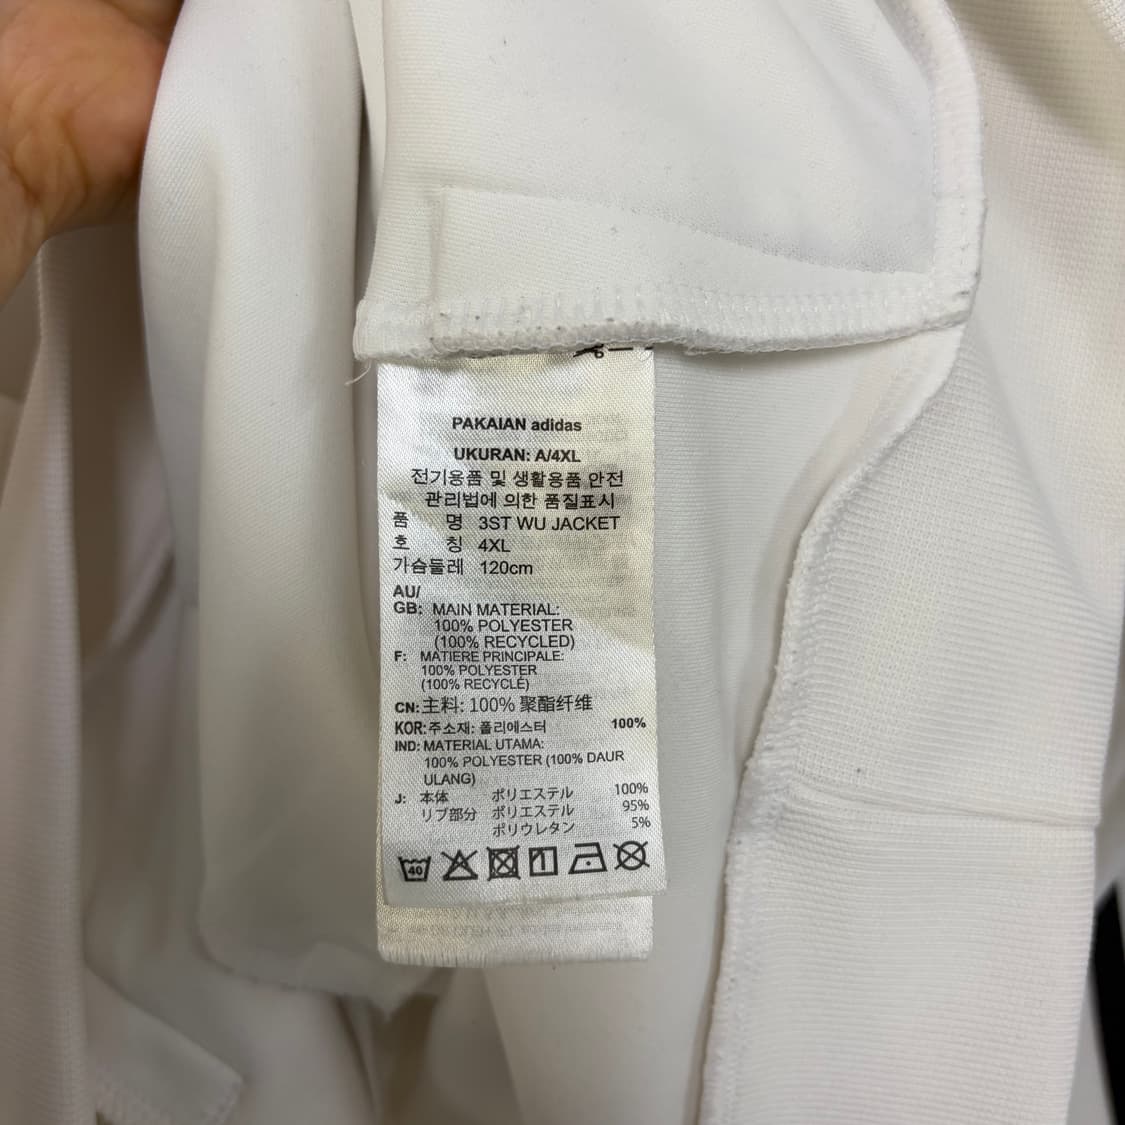 PAKAIAN adidas
UKURAN: A/4XL
전기용품 및 생활용품 안전
관리법에 의한 품질표시
품 명 3ST WU JACKET
호 칭 4XL
가슴둘레 120cm
AU/
GB: MAIN MATERIAL:
100% POLYESTER
(100% RECYCLED)
F: MATIERE PRINCIPALE:
100% POLYESTER
(100% RECYCLÉ)
CN: 主料: 100% 聚酯纤维
KOR: 주소재: 폴리에스터 100%
IND: MATERIAL UTAMA:
100% POLYESTER (100% DAUR
ULANG)
J: 本体 ポリエステル 100%
リブ部分 ポリエステル 95%
ポリウレタン 5%
40